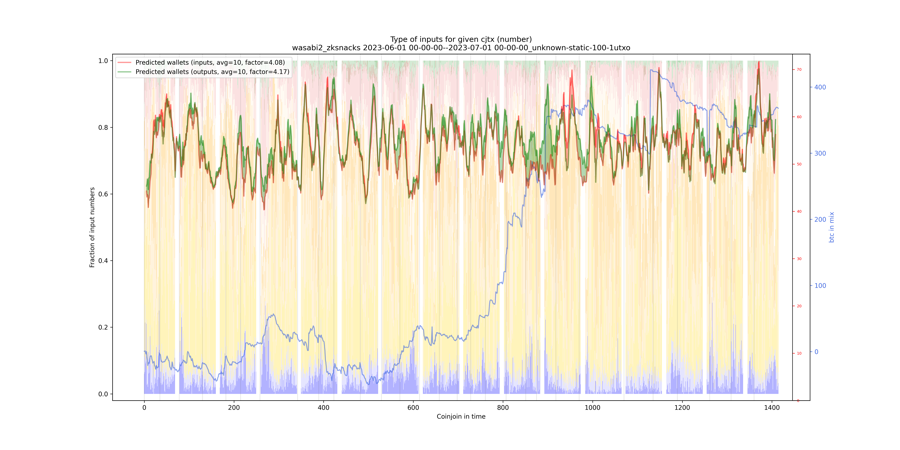 Type of inputs for given cjtx (number)
wasabi2_zksnacks 2023-06-01 00-00-00--2023-07-01 00-00-00_unknown-static-100-1utxo
Predicted wallets (inputs, avg=10, factor=4.08)
Predicted wallets (outputs, avg=10, factor=4.17)
1.0
0.8
0.6
0.4
0.2
0.0
Fraction of input numbers
0 200 400 600 800 1000 1200 1400
Coinjoin in time
70
60
50
40
30
20
10
0
400
300
200
100
0
btc in mix